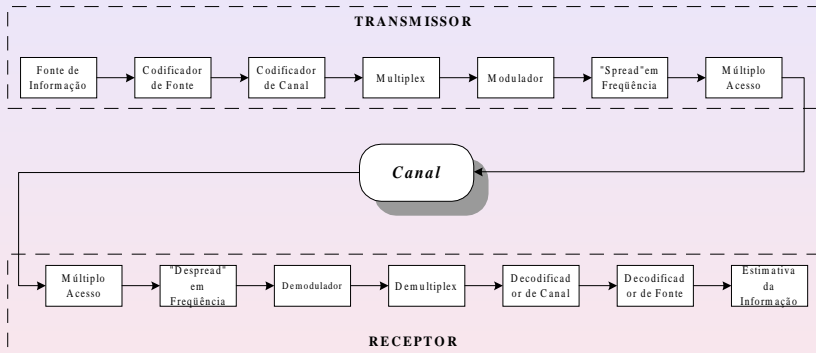 TRANSMISSOR
Fonte de
Informação
Codificador
de Fonte
Codificador
de Canal
Multiplex
Modulador
"Spread"em
Freqüência
Múltiplo
Acesso
Canal
Múltiplo
Acesso
"Despread"
em
Freqüência
Demodulador
Demultiplex
Decodificad
or de Canal
Decodificad
or de Fonte
Estimativa
da
Informação
RECEPTOR